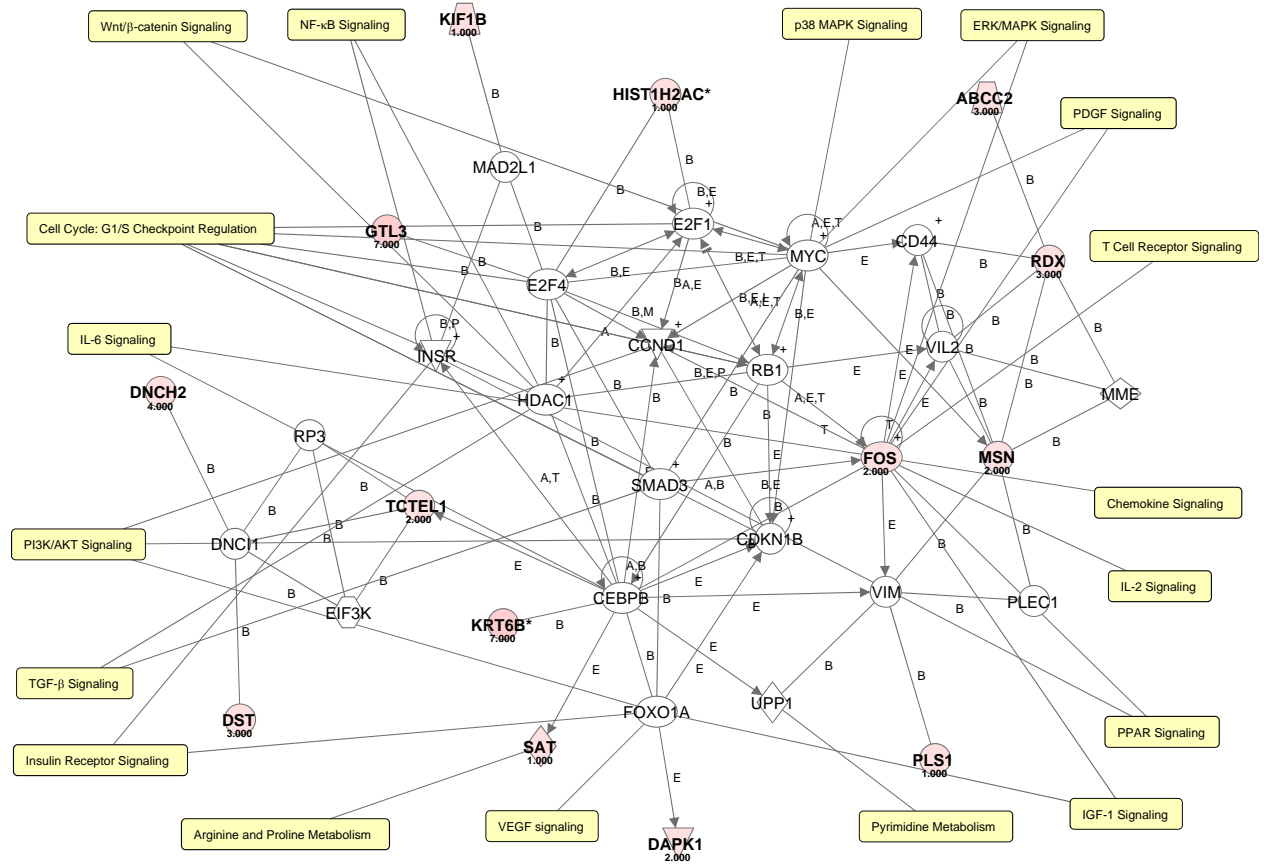 KIF1B
1.000
Wnt/β-catenin Signaling
NF-κB Signaling
p38 MAPK Signaling
ERK/MAPK Signaling
B
HIST1H2AC*
1.000
ABCC2
3.000
PDGF Signaling
MAD2L1
B
B
B
B,E
+
E2F1
Cell Cycle: G1/S Checkpoint Regulation
GTL3
7.000
B
A,E,T
+
MYC
+
CD44
T Cell Receptor Signaling
B
B
B,E
B,E,T
E
B
RDX
3.000
E2F4
B
A,E
A,E,T
B
B
B,M
B,E
B,P
+
INSR
A
+
CCND1
+
RB1
E
VIL2
B
B
IL-6 Signaling
B
B,E,P
B
E
E
B
MME
DNCH2
4.000
HDAC1
+
B
A,E,T
E
RP3
B
B
T
T
+
FOS
2.000
MSN
2.000
B
B
A,T
SMAD3
+
A,B
E
B,E
Chemokine Signaling
B
B
TCTEL1
2.000
B
B
+
CDKN1B
PI3K/AKT Signaling
DNCI1
B
E
B
IL-2 Signaling
E
A,B
+
CEBPB
E
VIM
PLEC1
B
B
EIF3K
KRT6B*
7.000
B
B
E
B
B
TGF-β Signaling
E
B
E
E
B
B
DST
3.000
FOXO1A
UPP1
PPAR Signaling
Insulin Receptor Signaling
SAT
1.000
PLS1
1.000
E
IGF-1 Signaling
Arginine and Proline Metabolism
VEGF signaling
DAPK1
2.000
Pyrimidine Metabolism